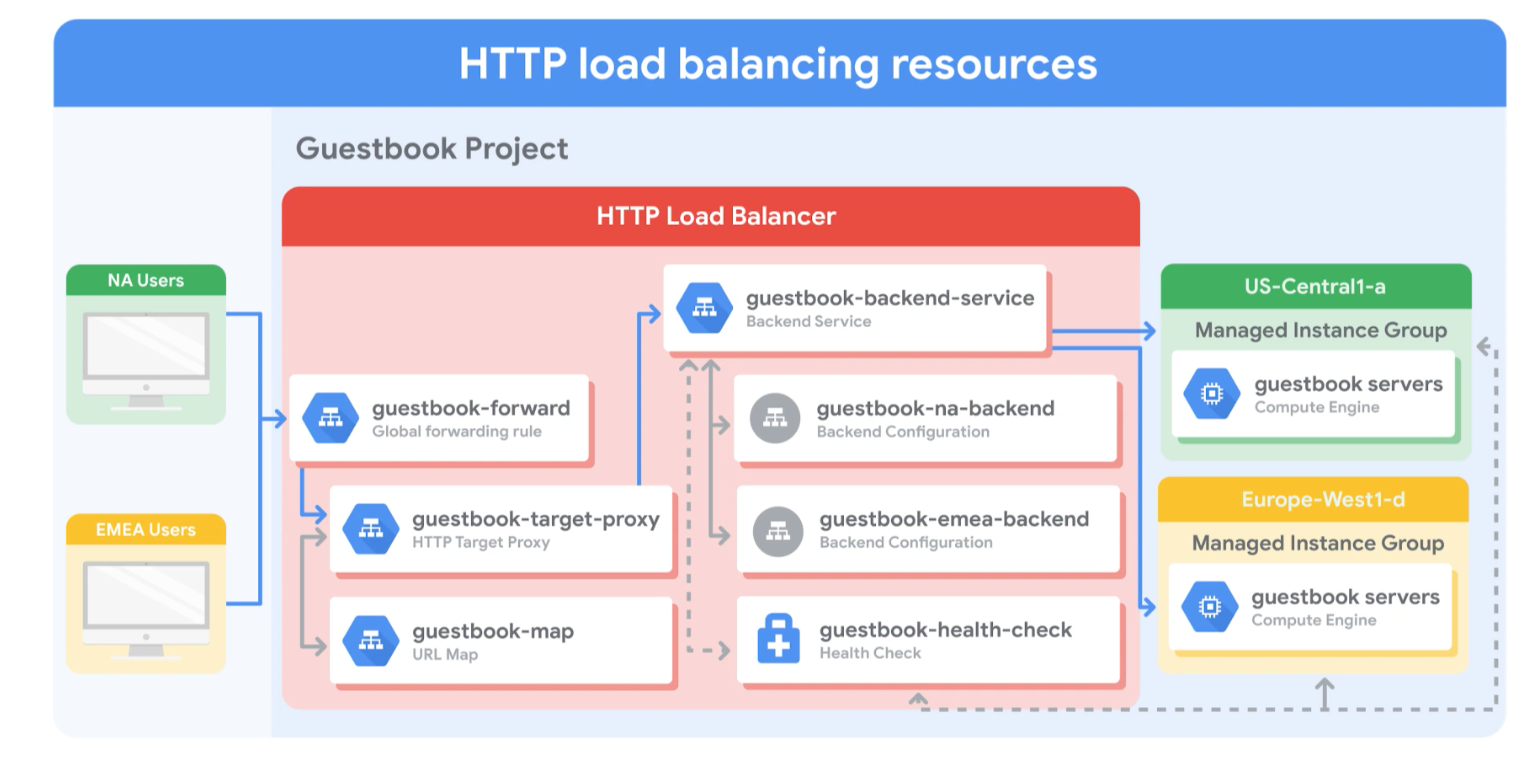 HTTP load balancing resources
Guestbook Project
HTTP Load Balancer
NA Users
EMEA Users
guestbook-forward
Global forwarding rule
guestbook-target-proxy
HTTP Target Proxy
guestbook-map
URL Map
guestbook-backend-service
Backend Service
guestbook-na-backend
Backend Configuration
guestbook-emea-backend
Backend Configuration
guestbook-health-check
Health Check
US-Central1-a
Managed Instance Group
guestbook servers
Compute Engine
Europe-West1-d
Managed Instance Group
guestbook servers
Compute Engine